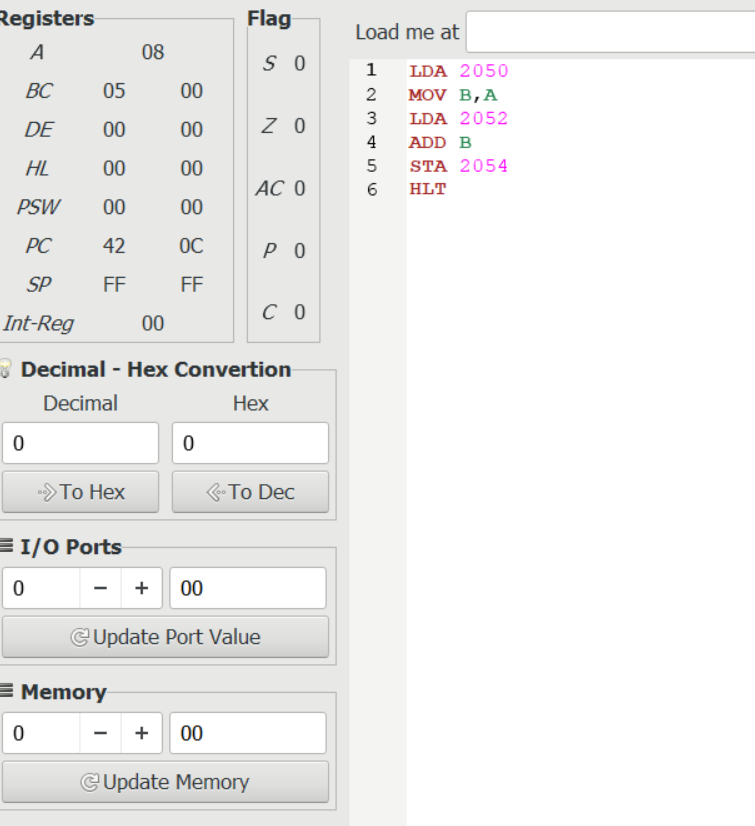 Registers
A 08
BC 05 00
DE 00 00
HL 00 00
PSW 00 00
PC 42 0C
SP FF FF
Int-Reg 00
Flag
S 0
Z 0
AC 0
P 0
C 0
Decimal - Hex Convertion
Decimal Hex
0 0
To Hex To Dec
I/O Ports
0 − + 00
Update Port Value
Memory
0 − + 00
Update Memory
Load me at
1 LDA 2050
2 MOV B,A
3 LDA 2052
4 ADD B
5 STA 2054
6 HLT